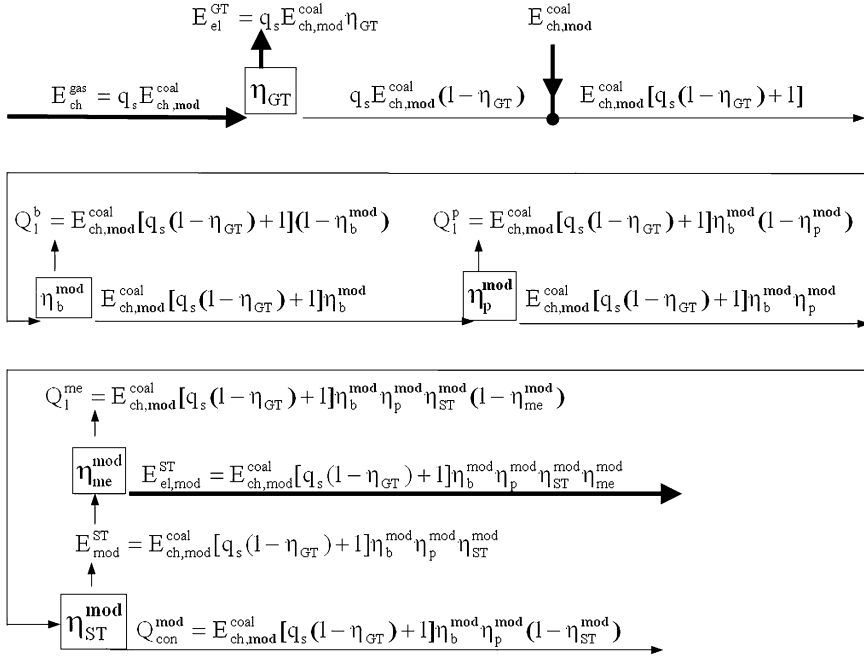 E_el^GT = q_s E_ch,mod^coal η_GT
E_ch,mod^coal
E_ch^gas = q_s E_ch,mod^coal
η_GT
q_s E_ch,mod^coal (1−η_GT)
E_ch,mod^coal [q_s (1−η_GT)+1]
Q_1^b = E_ch,mod^coal [q_s (1−η_GT)+1](1−η_b^mod)
Q_1^p = E_ch,mod^coal [q_s (1−η_GT)+1]η_b^mod (1−η_p^mod)
η_b^mod
E_ch,mod^coal [q_s (1−η_GT)+1]η_b^mod
η_p^mod
E_ch,mod^coal [q_s (1−η_GT)+1]η_b^mod η_p^mod
Q_1^me = E_ch,mod^coal [q_s (1−η_GT)+1]η_b^mod η_p^mod η_ST^mod (1−η_me^mod)
η_me^mod
E_el,mod^ST = E_ch,mod^coal [q_s (1−η_GT)+1]η_b^mod η_p^mod η_ST^mod η_me^mod
E_mod^ST = E_ch,mod^coal [q_s (1−η_GT)+1]η_b^mod η_p^mod η_ST^mod
η_ST^mod
Q_con^mod = E_ch,mod^coal [q_s (1−η_GT)+1]η_b^mod η_p^mod (1−η_ST^mod)